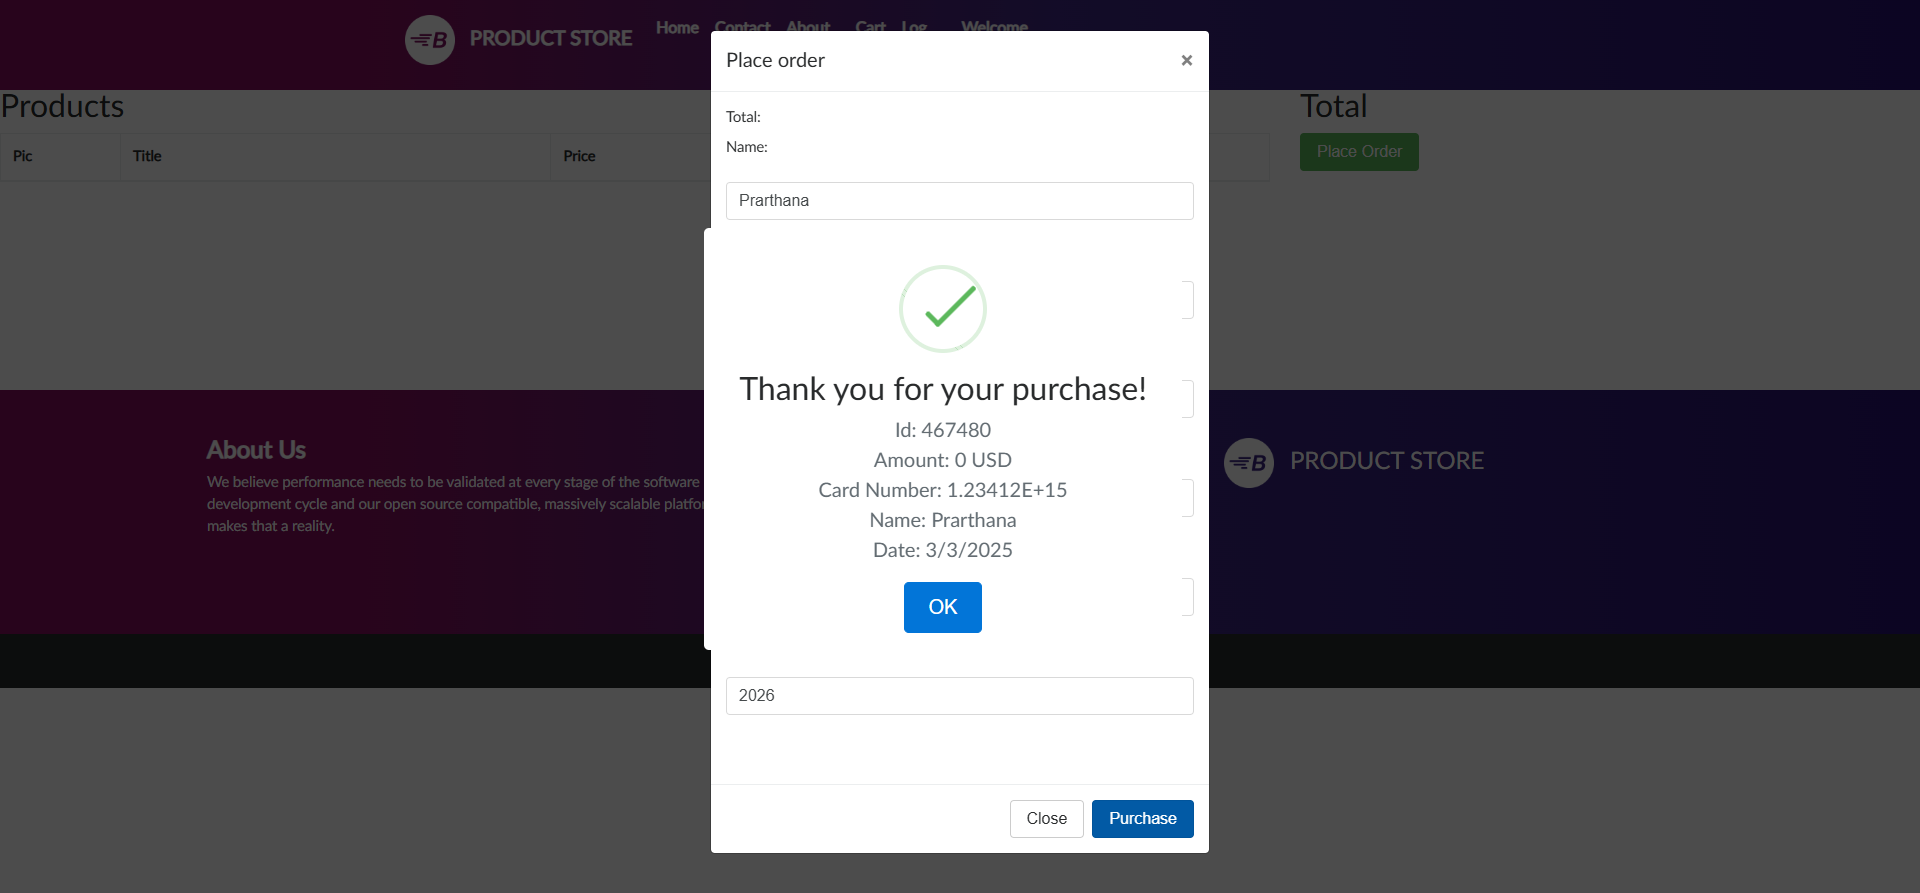 B PRODUCT STORE Home Contact About Cart Log Welcome
Place order ×
Products
Total
Total:
Name:
Pic Title Price
Place Order
Prarthana
Thank you for your purchase!
Id: 467480
Amount: 0 USD
Card Number: 1.23412E+15
Name: Prarthana
Date: 3/3/2025
OK
About Us
We believe performance needs to be validated at every stage of the software
development cycle and our open source compatible, massively scalable
makes that a reality.
B PRODUCT STORE
2026
Close Purchase